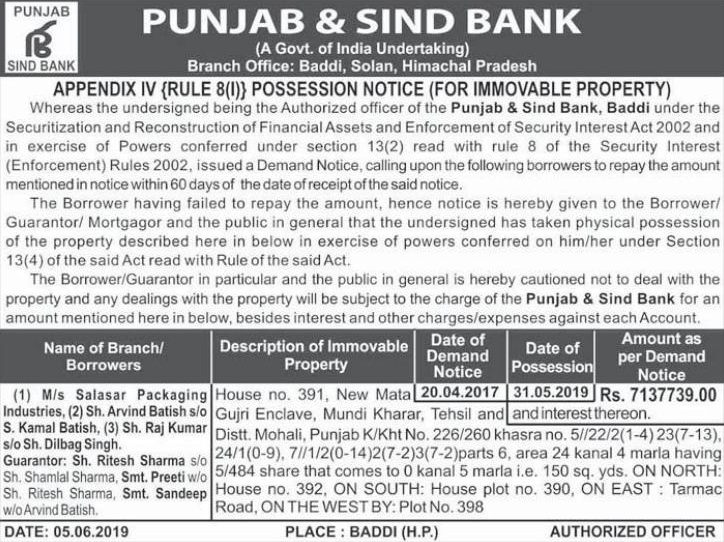 PUNJAB
SIND BANK
PUNJAB & SIND BANK
(A Govt. of India Undertaking)
Branch Office: Baddi, Solan, Himachal Pradesh
APPENDIX IV {RULE 8(I)} POSSESSION NOTICE (FOR IMMOVABLE PROPERTY)
Whereas the undersigned being the Authorized officer of the Punjab & Sind Bank, Baddi under the
Securitization and Reconstruction of Financial Assets and Enforcement of Security Interest Act 2002 and
in exercise of Powers conferred under section 13(2) read with rule 8 of the Security Interest
(Enforcement) Rules 2002, issued a Demand Notice, calling upon the following borrowers to repay the amount
mentioned in notice within 60 days of the date of receipt of the said notice.
The Borrower having failed to repay the amount, hence notice is hereby given to the Borrower/
Guarantor/ Mortgagor and the public in general that the undersigned has taken physical possession
of the property described here in below in exercise of powers conferred on him/her under Section
13(4) of the said Act read with Rule of the said Act.
The Borrower/Guarantor in particular and the public in general is hereby cautioned not to deal with the
property and any dealings with the property will be subject to the charge of the Punjab & Sind Bank for an
amount mentioned here in below, besides interest and other charges/expenses against each Account.
Name of Branch/
Borrowers
Description of Immovable
Property
Date of
Demand
Notice
Date of
Possession
Amount as
per Demand
Notice
(1) M/s Salasar Packaging
Industries, (2) Sh. Arvind Batish s/o
S. Kamal Batish, (3) Sh. Raj Kumar
s/o Sh. Dilbag Singh.
Guarantor: Sh. Ritesh Sharma s/o
Sh. Shamlal Sharma, Smt. Preeti w/o
Sh. Ritesh Sharma, Smt. Sandeep
w/o Arvind Batish.
House no. 391, New Mata
20.04.2017
31.05.2019
Rs. 7137739.00
Gujri Enclave, Mundi Kharar, Tehsil and
and interest thereon.
Distt. Mohali, Punjab K/Kht No. 226/260 khasra no. 5//22/2(1-4) 23(7-13),
24/1(0-9), 7//1/2(0-14)2(7-2)3(7-2)parts 6, area 24 kanal 4 marla having
5/484 share that comes to 0 kanal 5 marla i.e. 150 sq. yds. ON NORTH:
House no. 392, ON SOUTH: House plot no. 390, ON EAST : Tarmac
Road, ON THE WEST BY: Plot No. 398
DATE: 05.06.2019
PLACE : BADDI (H.P.)
AUTHORIZED OFFICER